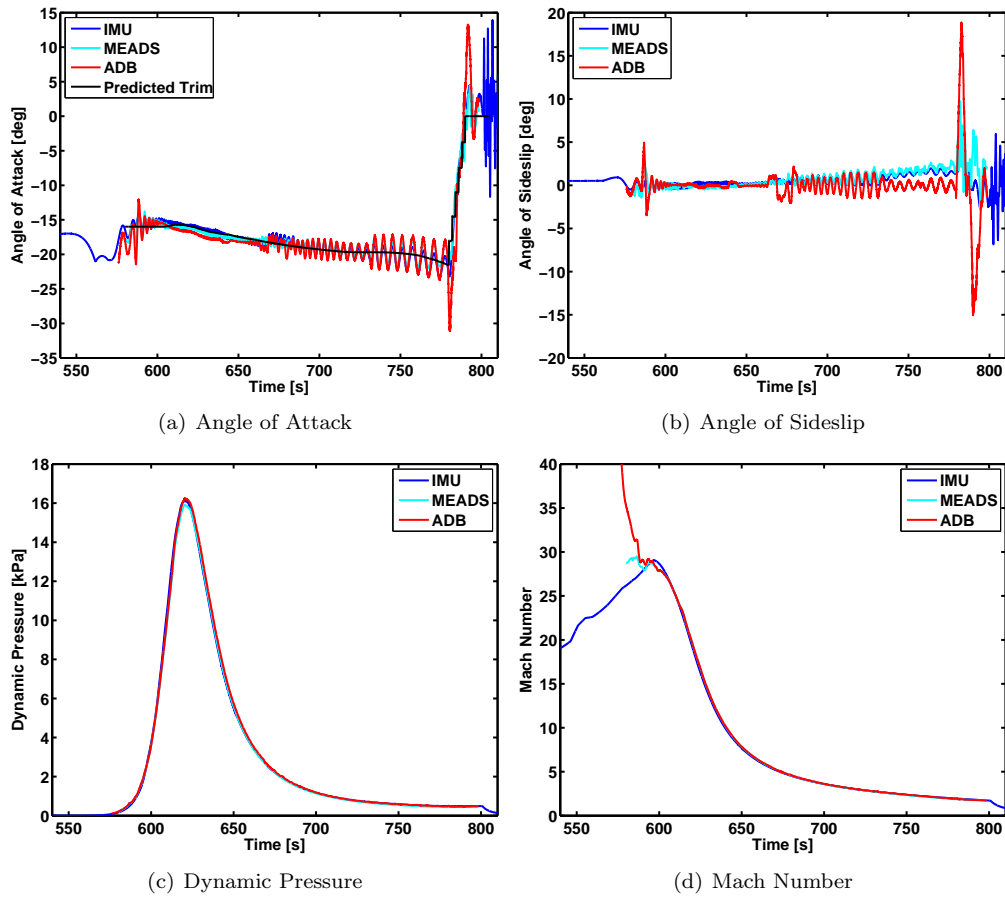 15
10
5
0
−5
−10
−15
−20
−25
−30
−35
550 600 650 700 750 800
Time [s]
Angle of Attack [deg]
IMU
MEADS
ADB
Predicted Trim
(a) Angle of Attack
20
15
10
5
0
−5
−10
−15
−20
550 600 650 700 750 800
Time [s]
Angle of Sideslip [deg]
IMU
MEADS
ADB
(b) Angle of Sideslip
18
16
14
12
10
8
6
4
2
0
550 600 650 700 750 800
Time [s]
Dynamic Pressure [kPa]
IMU
MEADS
ADB
(c) Dynamic Pressure
40
35
30
25
20
15
10
5
0
550 600 650 700 750 800
Time [s]
Mach Number
IMU
MEADS
ADB
(d) Mach Number